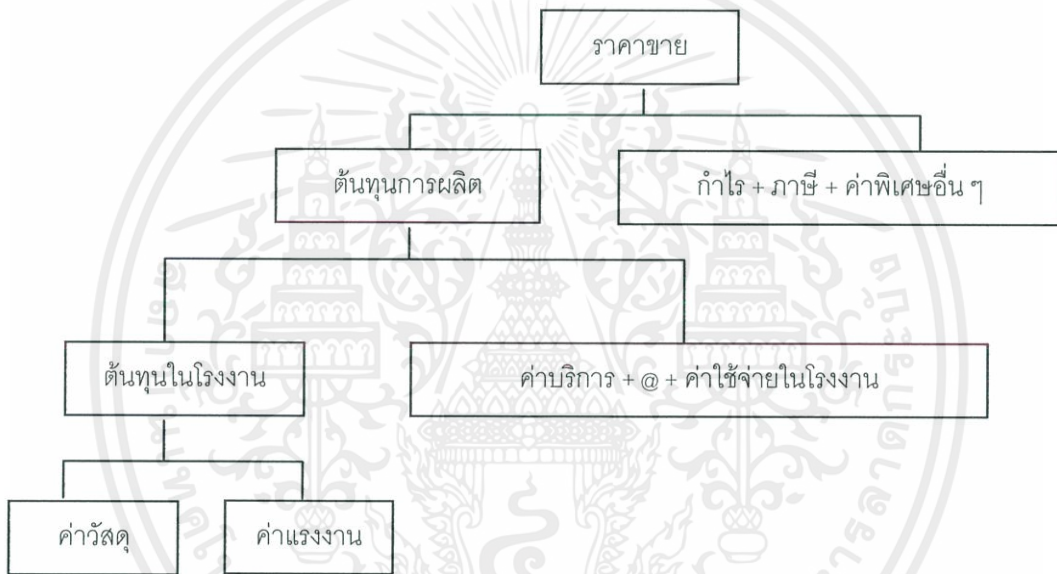 ราคาขาย
ต้นทุนการผลิต
กำไร + ภาษี + ค่าพิเศษอื่น ๆ
ต้นทุนในโรงงาน
ค่าบริการ + @ + ค่าใช้จ่ายในโรงงาน
ค่าวัสดุ
ค่าแรงงาน